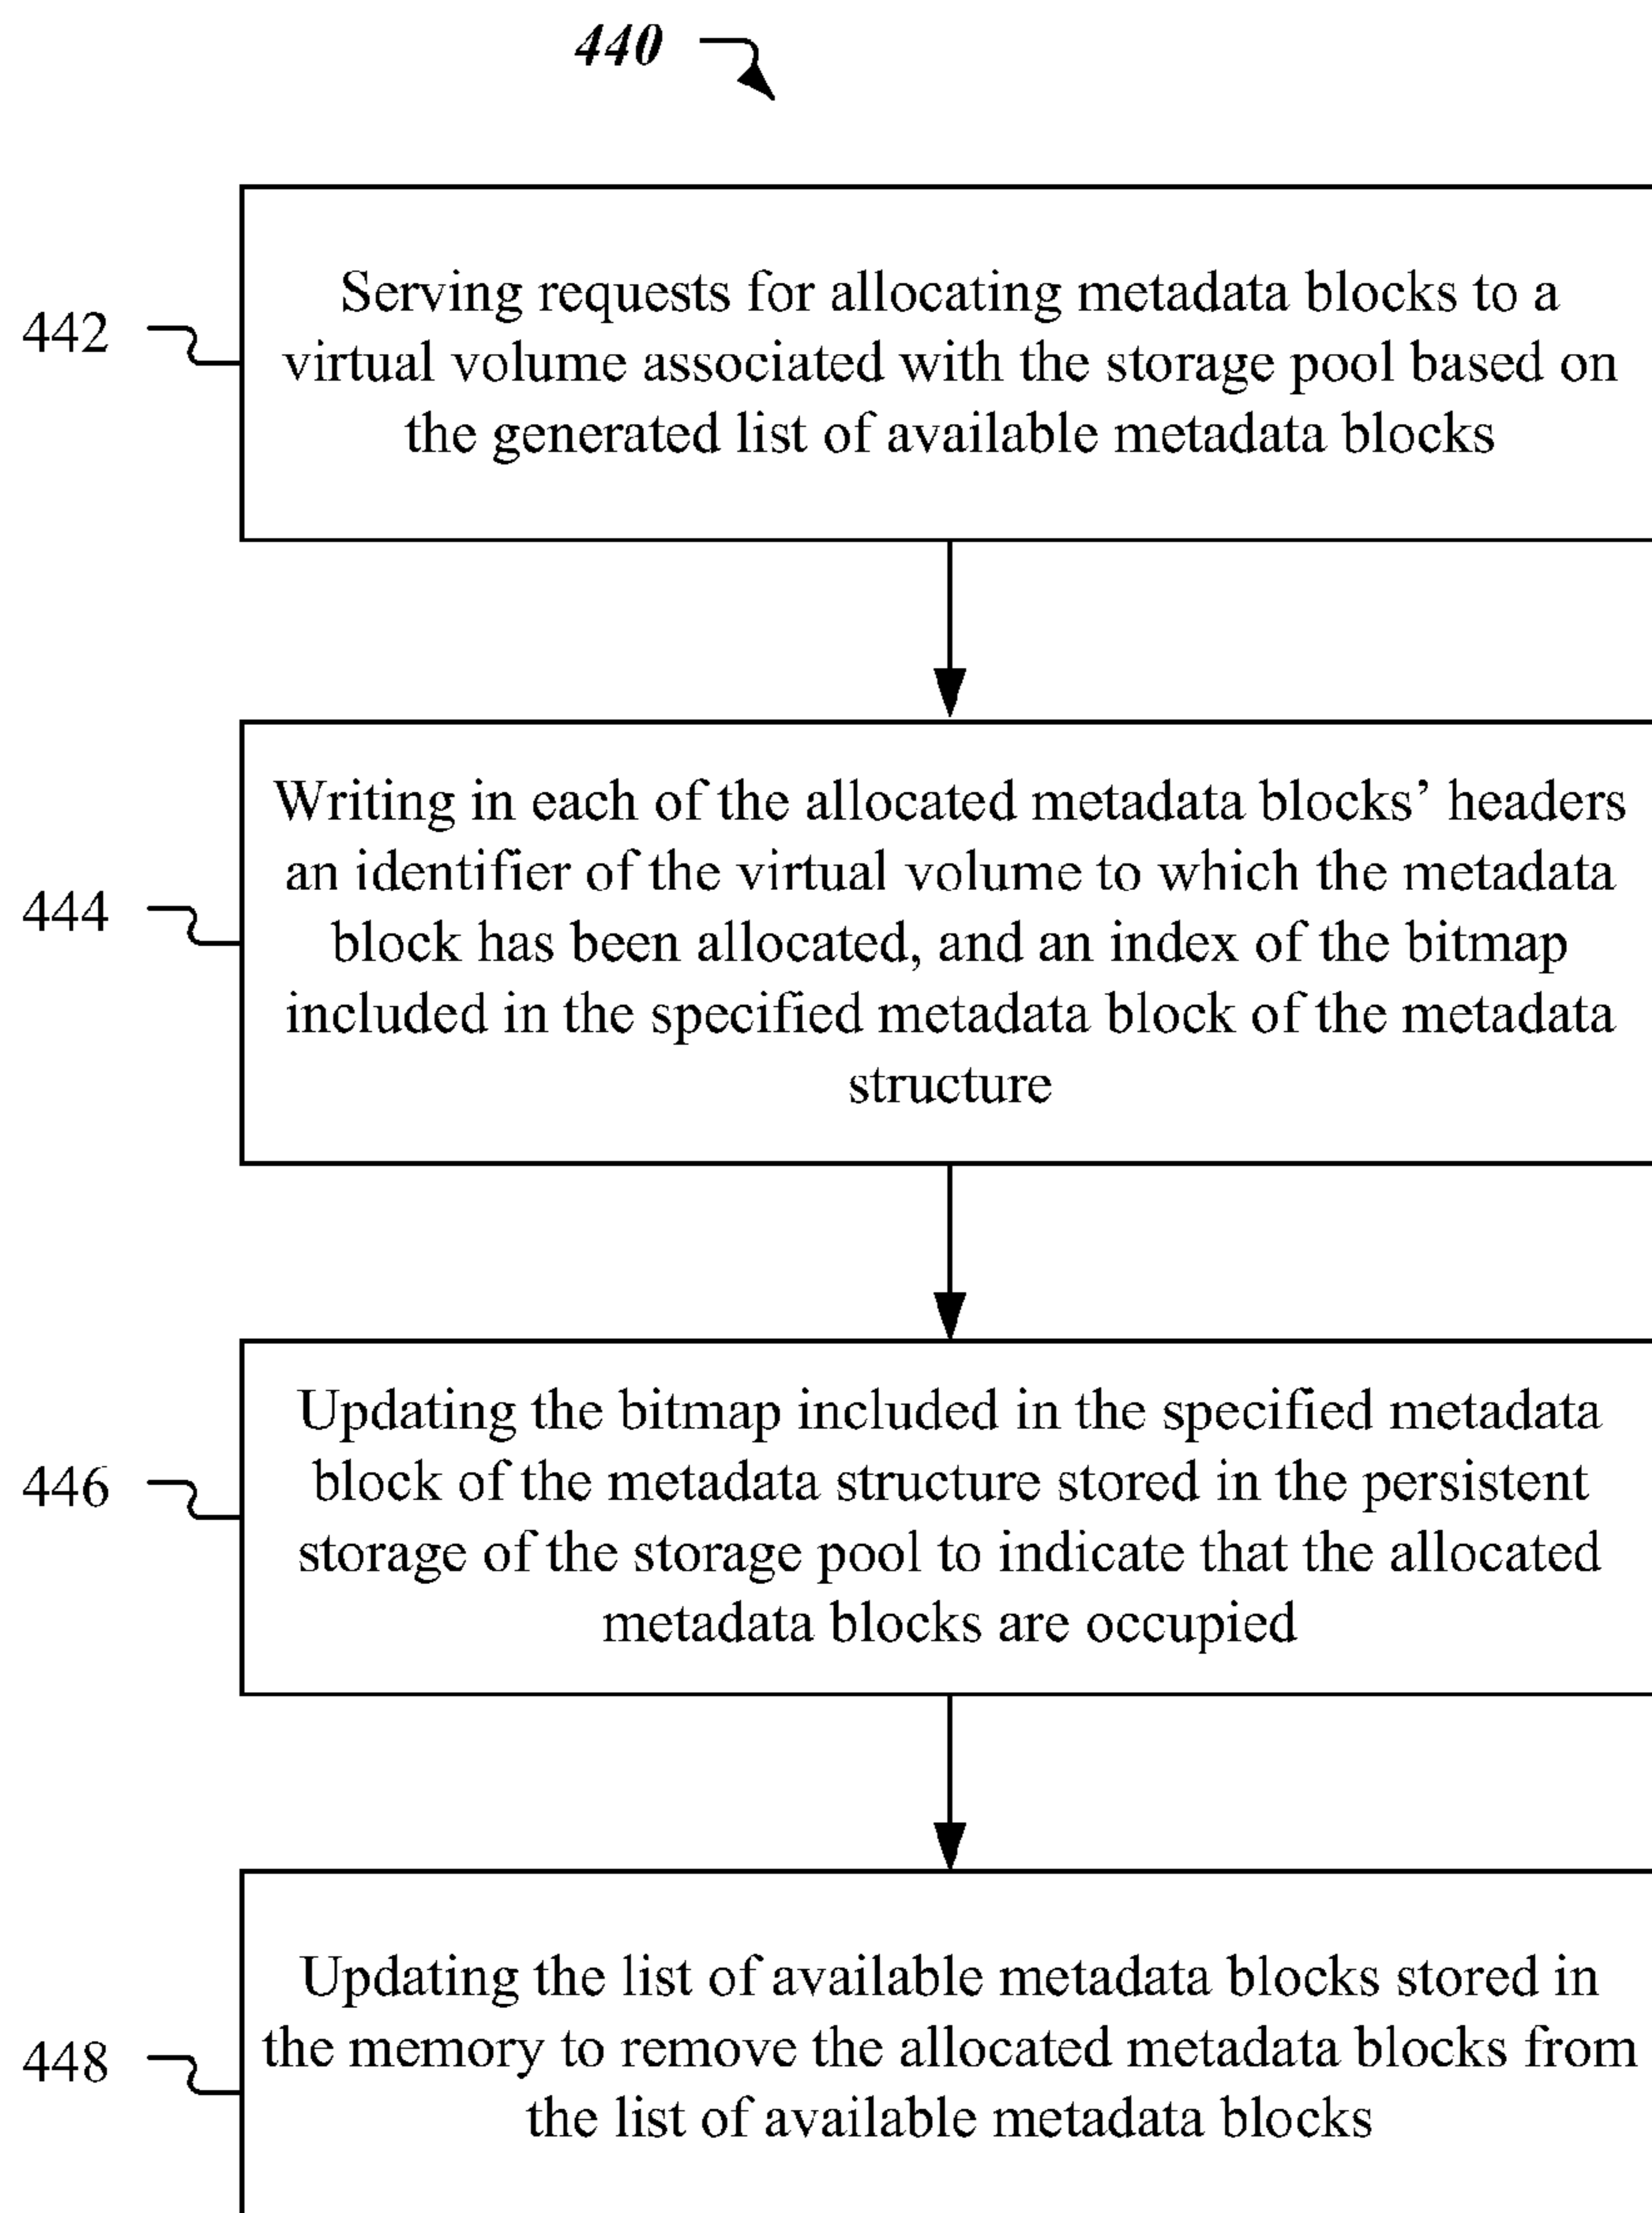 440
442
Serving requests for allocating metadata blocks to a
virtual volume associated with the storage pool based on
the generated list of available metadata blocks
444
Writing in each of the allocated metadata blocks’ headers
an identifier of the virtual volume to which the metadata
block has been allocated, and an index of the bitmap
included in the specified metadata block of the metadata
structure
446
Updating the bitmap included in the specified metadata
block of the metadata structure stored in the persistent
storage of the storage pool to indicate that the allocated
metadata blocks are occupied
448
Updating the list of available metadata blocks stored in
the memory to remove the allocated metadata blocks from
the list of available metadata blocks